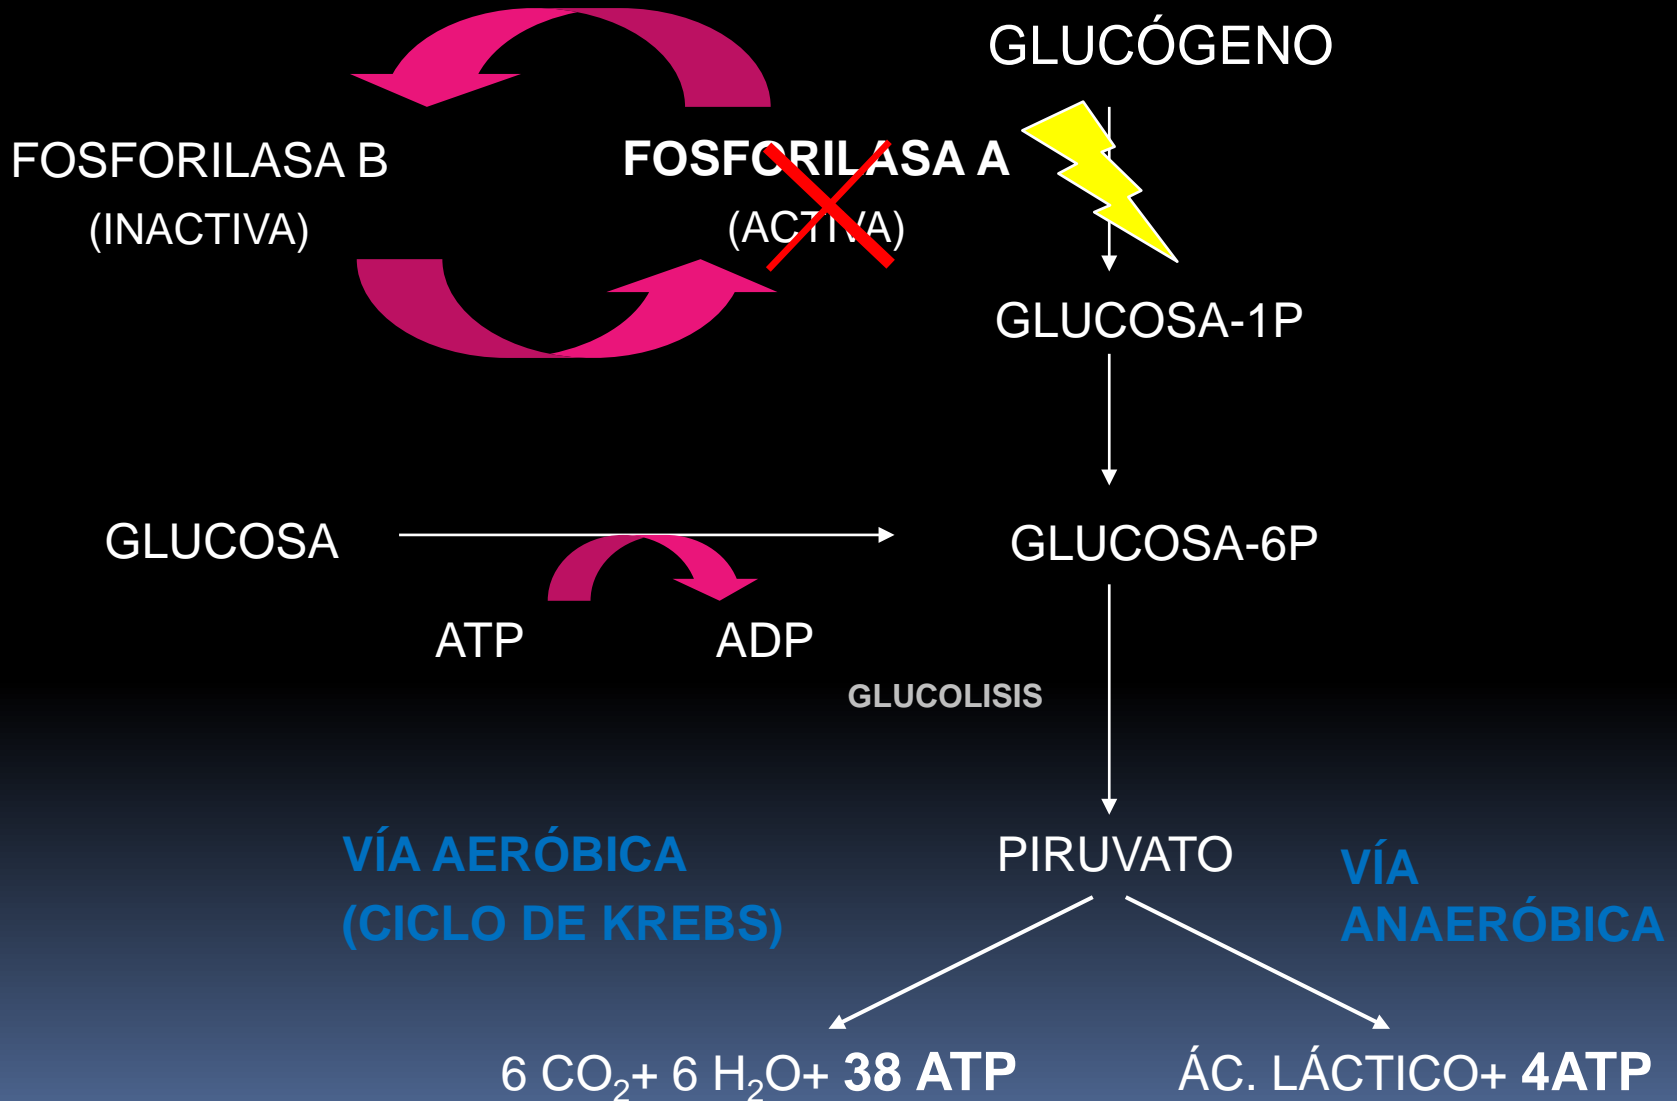 GLUCÓGENO
FOSFORILASA B
(INACTIVA)
FOSFORILASA A
(ACTIVA)
GLUCOSA-1P
GLUCOSA
GLUCOSA-6P
ATP
ADP
GLUCOLISIS
VÍA AERÓBICA
(CICLO DE KREBS)
PIRUVATO
VÍA
ANAERÓBICA
6 CO₂+ 6 H₂O+ 38 ATP
ÁC. LÁCTICO+ 4ATP